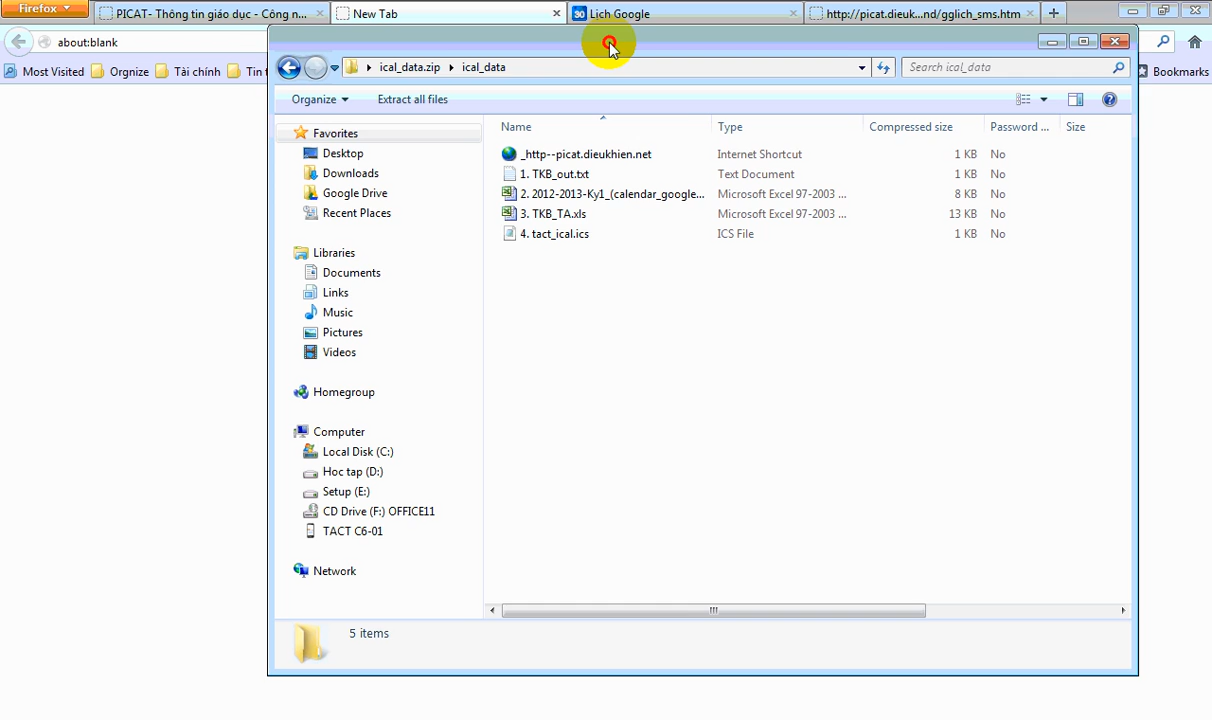 Firefox
PICAT- Thông tin giáo dục - Công n...
New Tab
30 Lịch Google
http://picat.dieuk...nd/gglich_sms.htm
about:blank
ical_data.zip ical_data
Search ical_data
Most Visited Orgnize Tài chính Tin t
Bookmarks
Organize Extract all files
Name Type Compressed size Password ... Size
Favorites
Desktop
Downloads
Google Drive
Recent Places
Libraries
Documents
Links
Music
Pictures
Videos
Homegroup
Computer
Local Disk (C:)
Hoc tap (D:)
Setup (E:)
CD Drive (F:) OFFICE11
TACT C6-01
Network
_http--picat.dieukhien.net Internet Shortcut 1 KB No
1. TKB_out.txt Text Document 1 KB No
2. 2012-2013-Ky1_(calendar_google... Microsoft Excel 97-2003 ... 8 KB No
3. TKB_TA.xls Microsoft Excel 97-2003 ... 13 KB No
4. tact_ical.ics ICS File 1 KB No
5 items